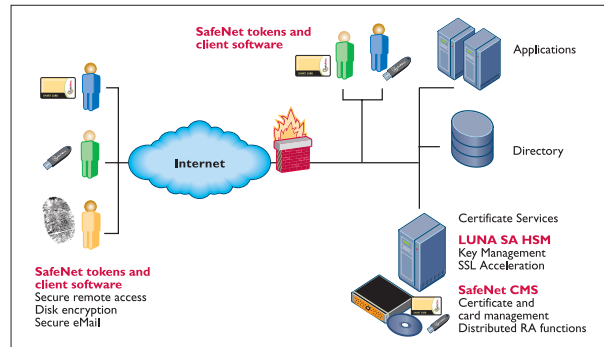 SafeNet tokens and
client software
Applications
Internet
Directory
Certificate Services
LUNA SA HSM
Key Management
SSL Acceleration
SafeNet CMS
Certificate and
card management
Distributed RA functions
SafeNet tokens and
client software
Secure remote access
Disk encryption
Secure eMail